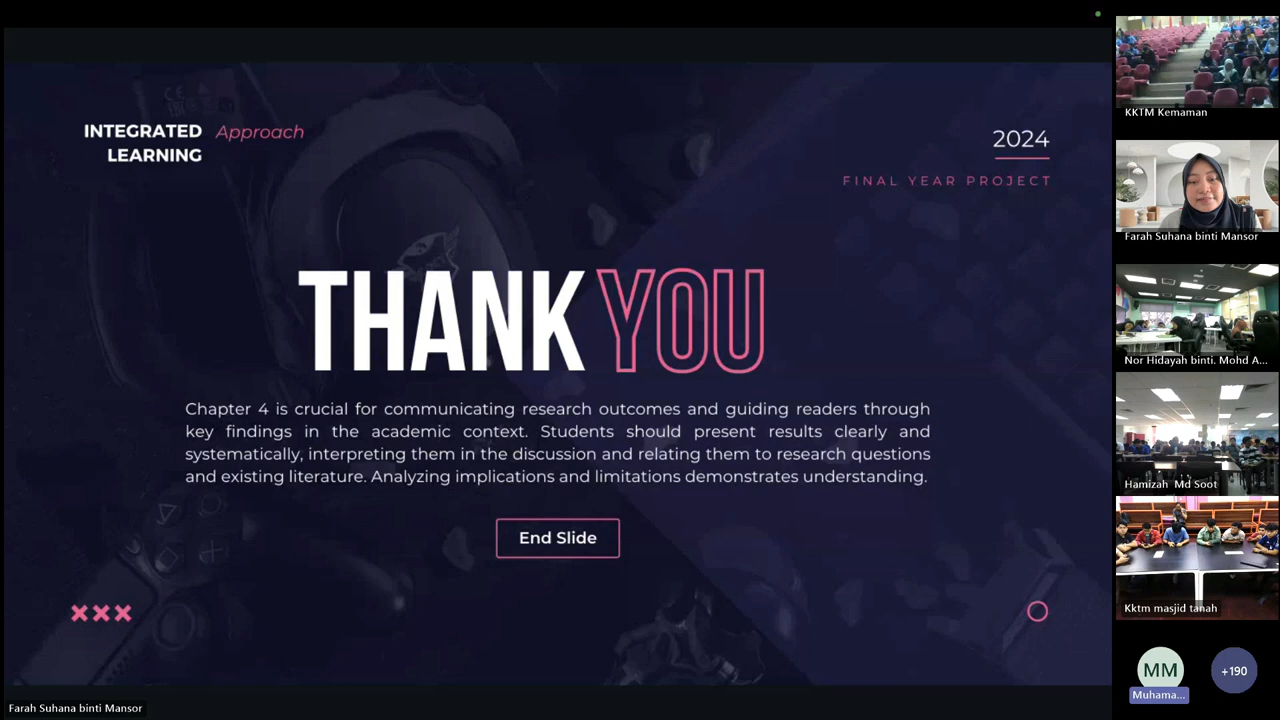 INTEGRATED Approach
LEARNING
2024
FINAL YEAR PROJECT
THANK YOU
Chapter 4 is crucial for communicating research outcomes and guiding readers through
key findings in the academic context. Students should present results clearly and
systematically, interpreting them in the discussion and relating them to research questions
and existing literature. Analyzing implications and limitations demonstrates understanding.
End Slide
Farah Suhana binti Mansor
KKTM Kemaman
Farah Suhana binti Mansor
Nor Hidayah binti. Mohd A...
Hamizah Md Soot
Kktm masjid tanah
MM
Muhama...
+190